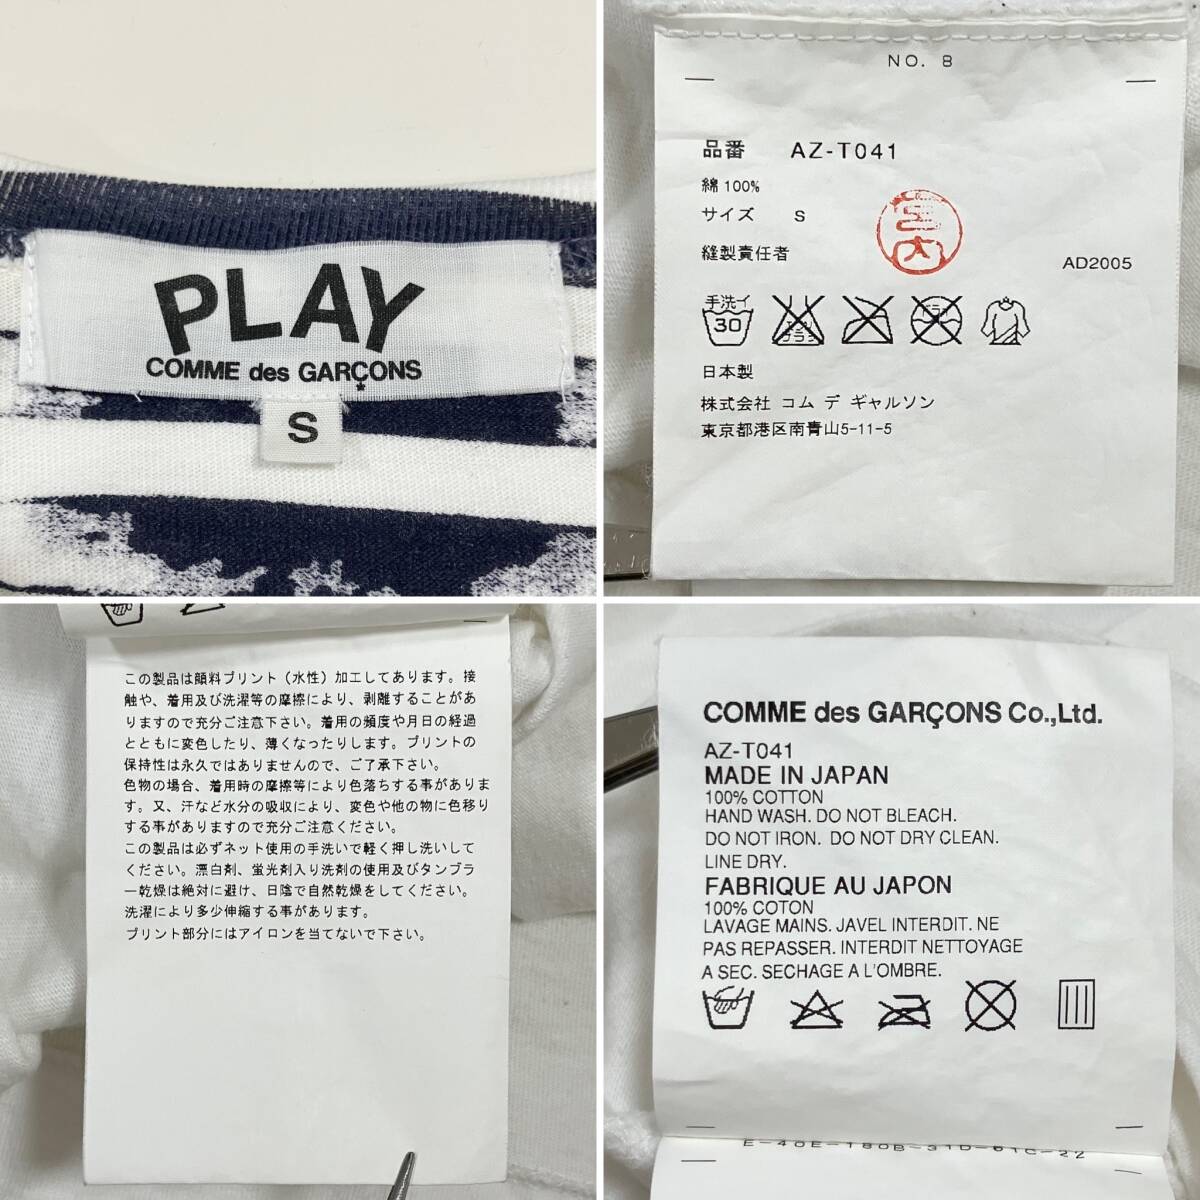 PLAY
COMME des GARÇONS
S
NO. 8
品番 AZ-T041
綿 100%
サイズ S
縫製責任者
AD2005
手洗イ
30
日本製
株式会社 コム デ ギャルソン
東京都港区南青山5-11-5
この製品は顔料プリント(水性)加工してあります。接
触や、着用及び洗濯等の摩擦により、剥離することがあ
りますので充分ご注意下さい。着用の頻度や月日の経過
とともに変色したり、薄くなったりします。プリントの
保持性は永久ではありませんので、ご了承下さい。
色物の場合、着用時の摩擦等により色落ちする事がありま
す。又、汗など水分の吸収により、変色や他の物に色移り
する事がありますので充分ご注意ください。
この製品は必ずネット使用の手洗いで軽く押し洗いして
ください。漂白剤、蛍光剤入り洗剤の使用及びタンブラ
ー乾燥は絶対に避け、日陰で自然乾燥をしてください。
洗濯により多少伸縮する事があります。
プリント部分にはアイロンを当てないで下さい。
COMME des GARÇONS Co.,Ltd.
AZ-T041
MADE IN JAPAN
100% COTTON
HAND WASH. DO NOT BLEACH.
DO NOT IRON. DO NOT DRY CLEAN.
LINE DRY.
FABRIQUE AU JAPON
100% COTON
LAVAGE MAINS. JAVEL INTERDIT. NE
PAS REPASSER. INTERDIT NETTOYAGE
A SEC. SECHAGE A L'OMBRE.
E-40E-180B-31D-61C-22